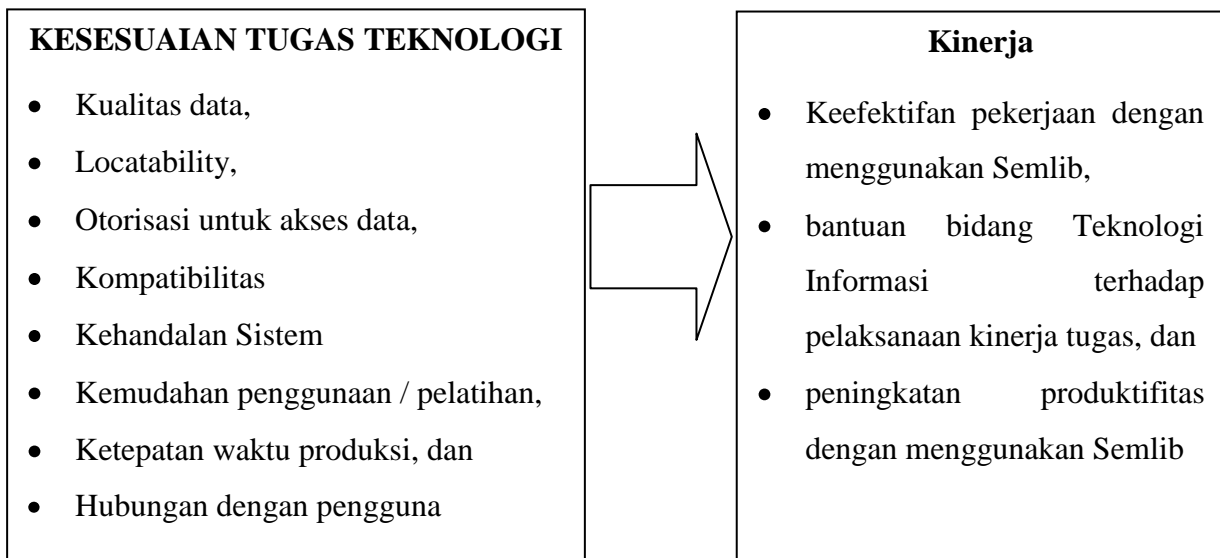 KESESUAIAN TUGAS TEKNOLOGI
• Kualitas data,
• Locatability,
• Otorisasi untuk akses data,
• Kompatibilitas
• Kehandalan Sistem
• Kemudahan penggunaan / pelatihan,
• Ketepatan waktu produksi, dan
• Hubungan dengan pengguna
Kinerja
• Keefektifan pekerjaan dengan
menggunakan Semlib,
• bantuan bidang Teknologi
Informasi terhadap
pelaksanaan kinerja tugas, dan
• peningkatan produktifitas
dengan menggunakan Semlib